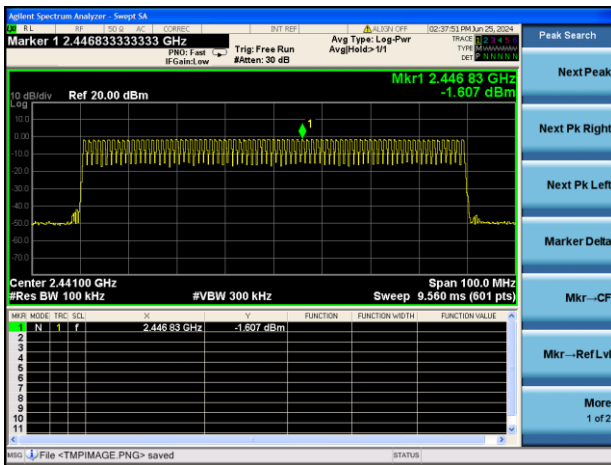 Agilent Spectrum Analyzer - Swept SA
RL RF 50 Ω AC CORREC INT REF ALIGN OFF 02:37:51 PM Jun 25, 2024
Marker 1 2.446833333333 GHz
PNO: Fast
IFGain:Low
Trig: Free Run
#Atten: 30 dB
Avg Type: Log-Pwr
Avg|Hold:>1/1
TRACE 1 2 3 4 5 6
TYPE M
DET P N N N N N
Mkr1 2.446 83 GHz
-1.607 dBm
10 dB/div Ref 20.00 dBm
Log
10.0
0.00
-10.0
-20.0
-30.0
-40.0
-50.0
-60.0
-70.0
1
Center 2.44100 GHz
Span 100.0 MHz
#Res BW 100 kHz #VBW 300 kHz Sweep 9.560 ms (601 pts)
MKR MODE TRC SCL X Y FUNCTION FUNCTION WIDTH FUNCTION VALUE
1 N 1 f 2.446 83 GHz -1.607 dBm
2
3
4
5
6
7
8
9
10
11
MSG File <TMPIMAGE.PNG> saved STATUS
Peak Search
Next Peak
Next Pk Right
Next Pk Left
Marker Delta
Mkr→CF
Mkr→Ref Lvl
More
1 of 2